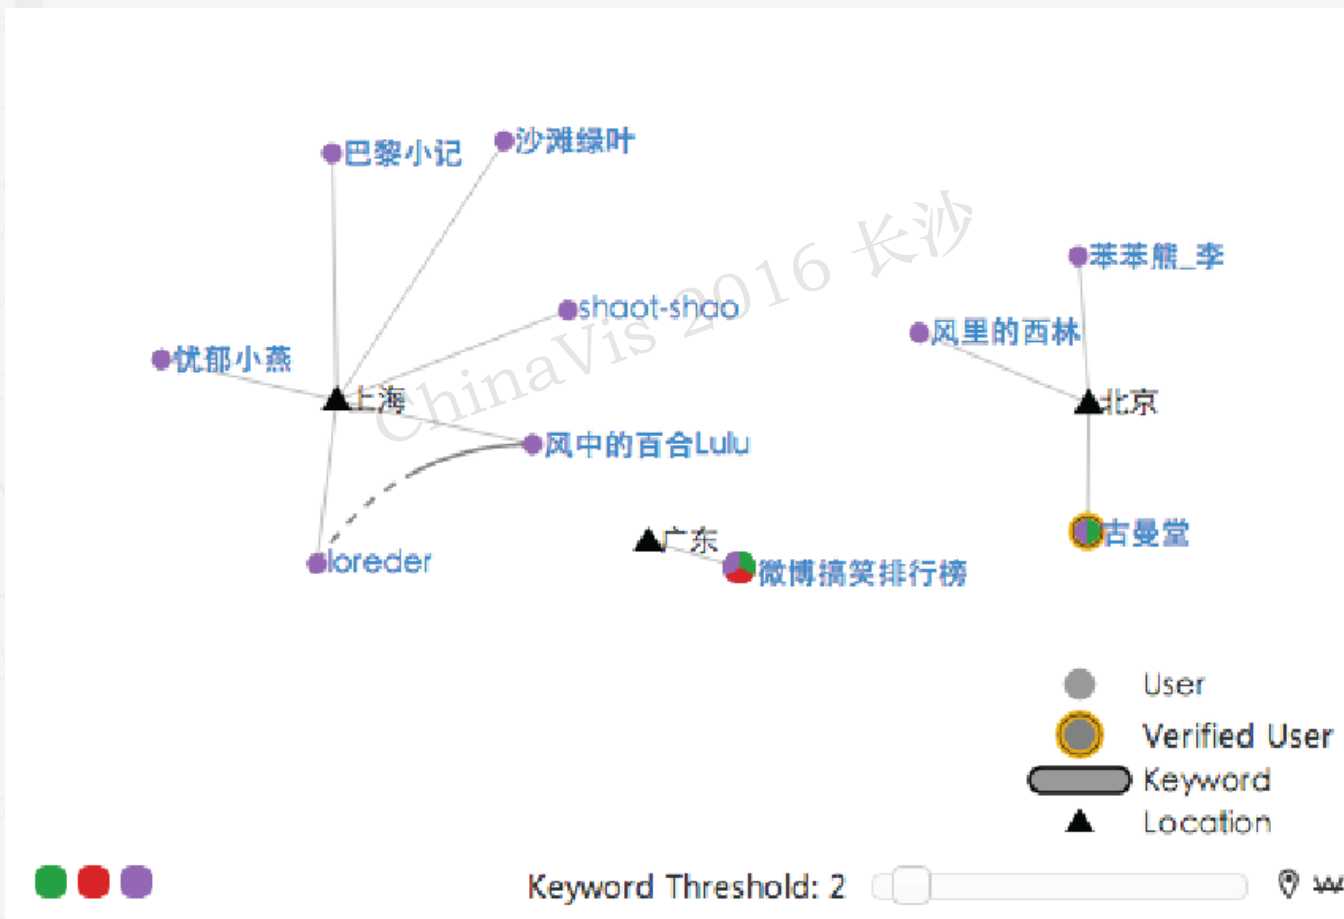 巴黎小记
沙滩绿叶
ChinaVis 2016 长沙
苯苯熊_李
shaot-shao
风里的西林
忧郁小燕
上海
北京
风中的百合Lulu
古曼堂
广东
loreder
微博搞笑排行榜
User
Verified User
Keyword
Location
Keyword Threshold: 2